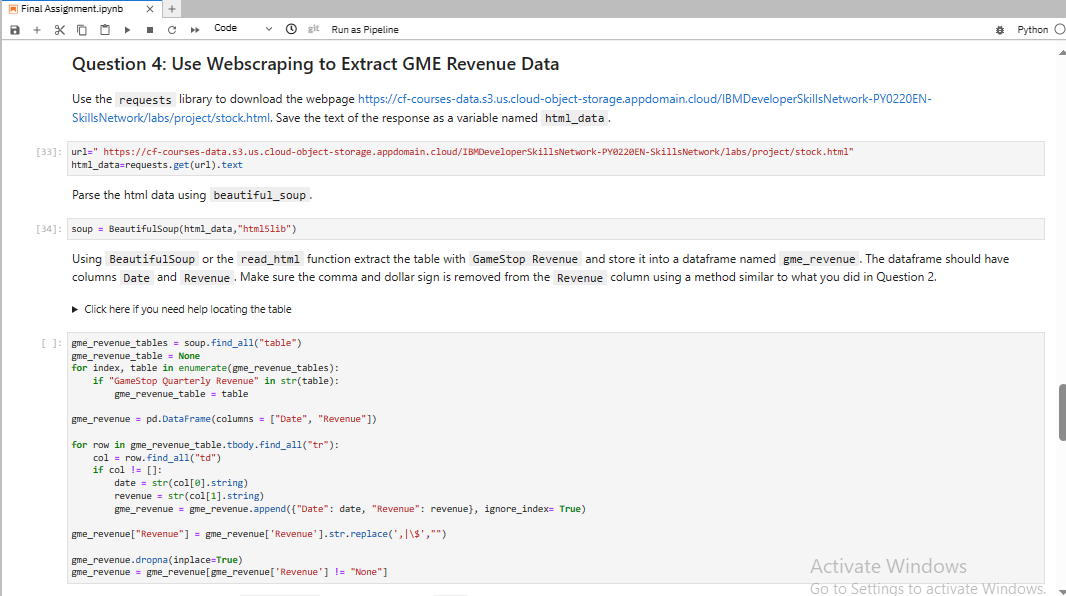 Final Assignment.ipynb
Code
git
Run as Pipeline
Python
Question 4: Use Webscraping to Extract GME Revenue Data
Use the requests library to download the webpage https://cf-courses-data.s3.us.cloud-object-storage.appdomain.cloud/IBMDeveloperSkillsNetwork-PY0220EN-
SkillsNetwork/labs/project/stock.html. Save the text of the response as a variable named html_data.
[33]: url=" https://cf-courses-data.s3.us.cloud-object-storage.appdomain.cloud/IBMDeveloperSkillsNetwork-PY0220EN-SkillsNetwork/labs/project/stock.html"
html_data=requests.get(url).text
Parse the html data using beautiful_soup.
[34]: soup = BeautifulSoup(html_data,"html5lib")
Using BeautifulSoup or the read_html function extract the table with GameStop Revenue and store it into a dataframe named gme_revenue. The dataframe should have
columns Date and Revenue. Make sure the comma and dollar sign is removed from the Revenue column using a method similar to what you did in Question 2.
Click here if you need help locating the table
[ ]: gme_revenue_tables = soup.find_all("table")
gme_revenue_table = None
for index, table in enumerate(gme_revenue_tables):
    if "GameStop Quarterly Revenue" in str(table):
        gme_revenue_table = table
gme_revenue = pd.DataFrame(columns = ["Date", "Revenue"])
for row in gme_revenue_table.tbody.find_all("tr"):
    col = row.find_all("td")
    if col != []:
        date = str(col[0].string)
        revenue = str(col[1].string)
        gme_revenue = gme_revenue.append({"Date": date, "Revenue": revenue}, ignore_index= True)
gme_revenue["Revenue"] = gme_revenue['Revenue'].str.replace(',|\$',"")
gme_revenue.dropna(inplace=True)
gme_revenue = gme_revenue[gme_revenue['Revenue'] != "None"]
Activate Windows
Go to Settings to activate Windows.